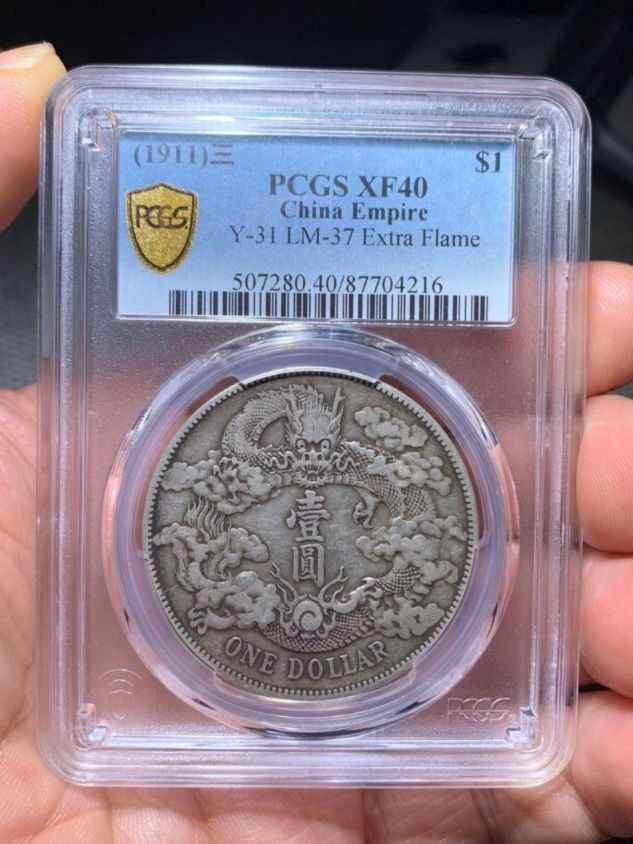 (1911) $1
PCGS XF40
China Empire
Y-31 LM-37 Extra Flame
PCGS
507280.40/87704216
壹
圓
ONE DOLLAR
PCGS